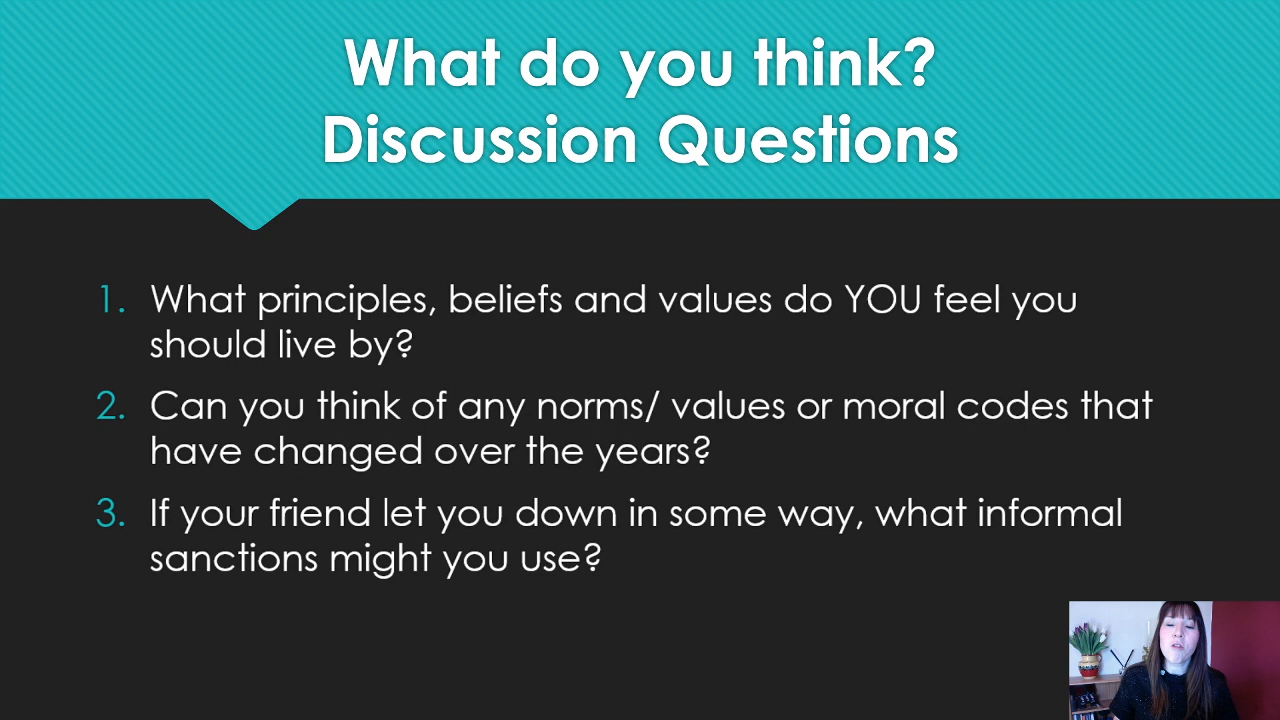 What do you think?
Discussion Questions
1. What principles, beliefs and values do YOU feel you
should live by?
2. Can you think of any norms/ values or moral codes that
have changed over the years?
3. If your friend let you down in some way, what informal
sanctions might you use?